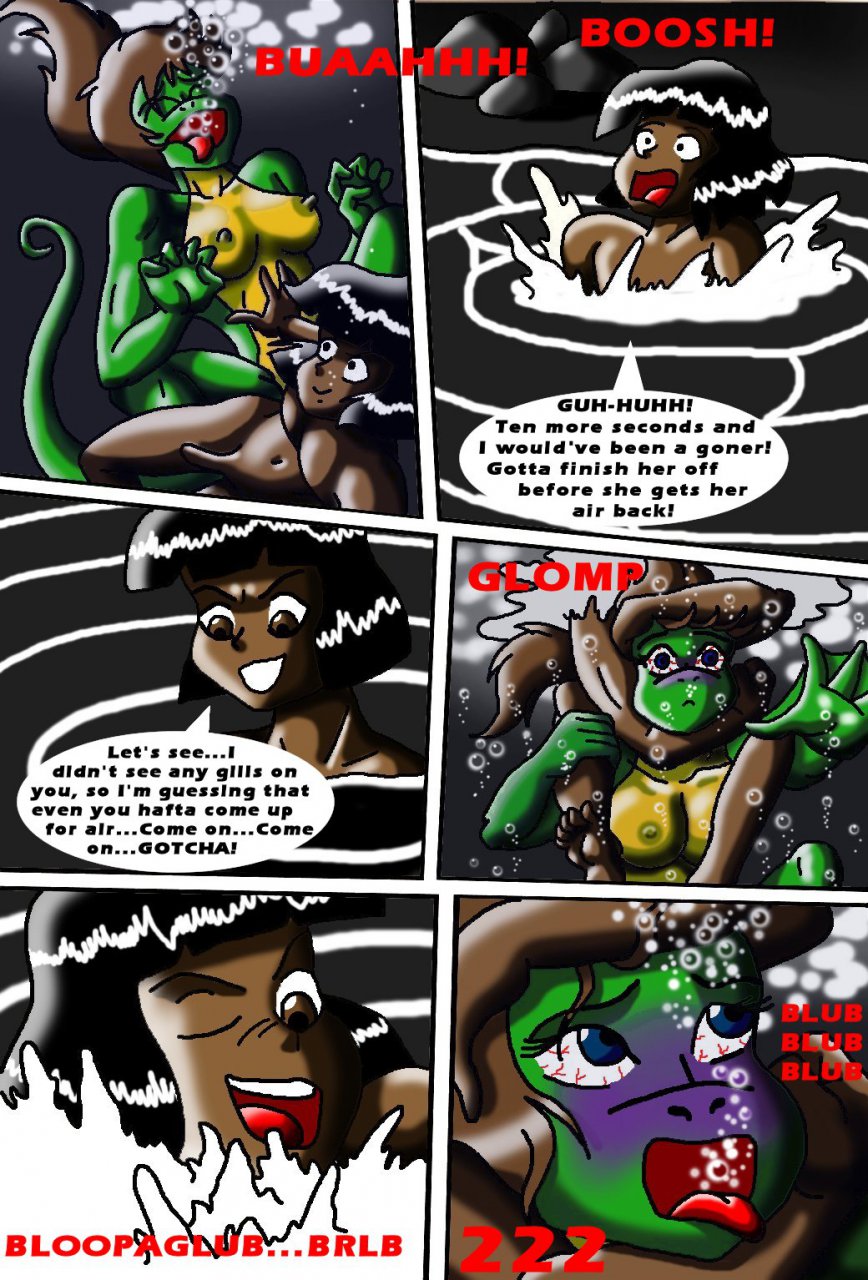 BUAAHHH!
BOOSH!
GUH-HUHH!
Ten more seconds and
I would've been a goner!
Gotta finish her off
before she gets her
air back!
Let's see...I
didn't see any gills on
you, so I'm guessing that
even you hafta come up
for air...Come on...Come
on...GOTCHA!
GLOMP
BLOOPAGLUB...BRLB
BLUB
BLUB
BLUB
222